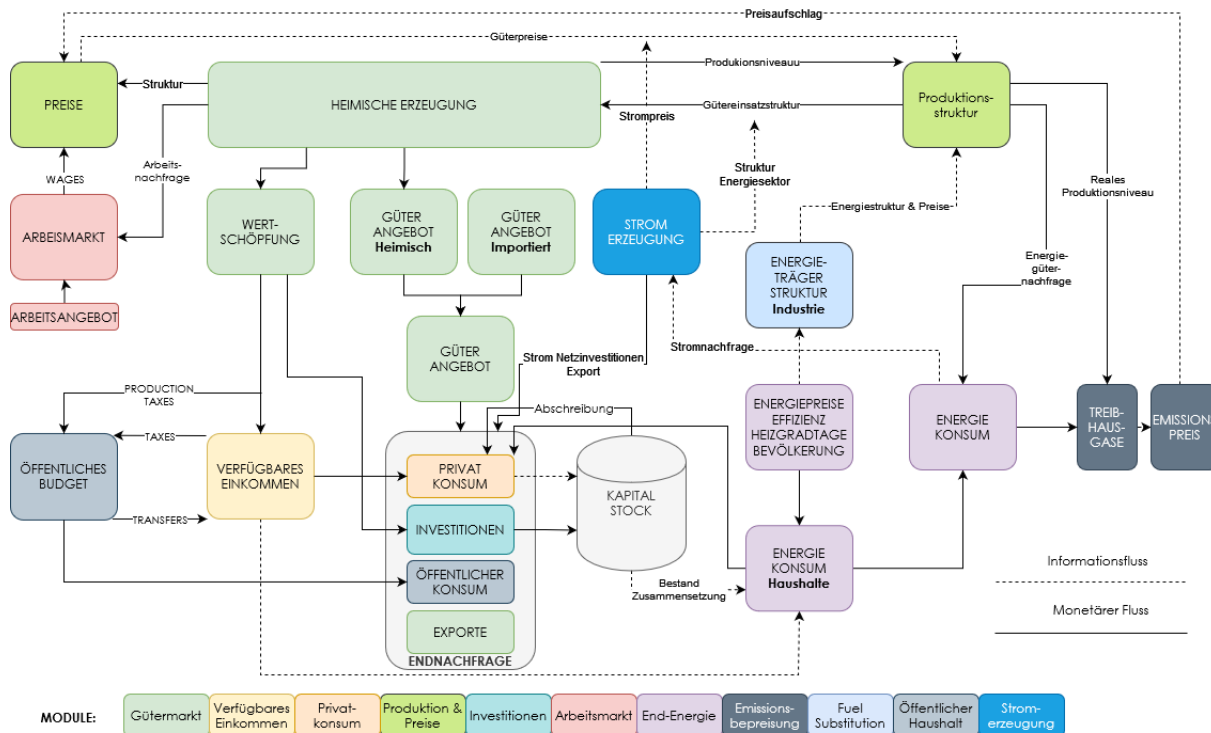 Preisaufschlag
Güterpreise
PREISE
Struktur
HEIMISCHE ERZEUGUNG
Produkionsniveauu
Gütereinsatzstruktur
Strompreis
Produktions-
struktur
WAGES
Arbeits-
nachfrage
Struktur
Energiesektor
Reales
Produktionsniveau
ARBEISMARKT
WERT-
SCHÖPFUNG
GÜTER
ANGEBOT
Heimisch
GÜTER
ANGEBOT
Importiert
STROM
ERZEUGUNG
Energiestruktur & Preise
ENERGIE-
TRÄGER
STRUKTUR
Industrie
Energie-
güter-
nachfrage
ARBEITSANGEBOT
GÜTER
ANGEBOT
Strom Netzinvestitionen
Export
Stromnachfrage
PRODUCTION
TAXES
Abschreibung
ENERGIEPREISE
EFFIZIENZ
HEIZGRADTAGE
BEVÖLKERUNG
ENERGIE
KONSUM
TREIB-
HAUS-
GASE
EMISSIONS
PREIS
ÖFFENTLICHES
BUDGET
TAXES
TRANSFERS
VERFÜGBARES
EINKOMMEN
PRIVAT
KONSUM
INVESTITIONEN
ÖFFENTLICHER
KONSUM
EXPORTE
ENDNACHFRAGE
KAPITAL
STOCK
Bestand
Zusammensetzung
ENERGIE
KONSUM
Haushalte
Informationsfluss
Monetärer Fluss
MODULE:
Gütermarkt
Verfügbares
Einkommen
Privat-
konsum
Produktion &
Preise
Investitionen
Arbeitsmarkt
End-Energie
Emissions-
bepreisung
Fuel
Substitution
Öffentlicher
Haushalt
Strom-
erzeugung